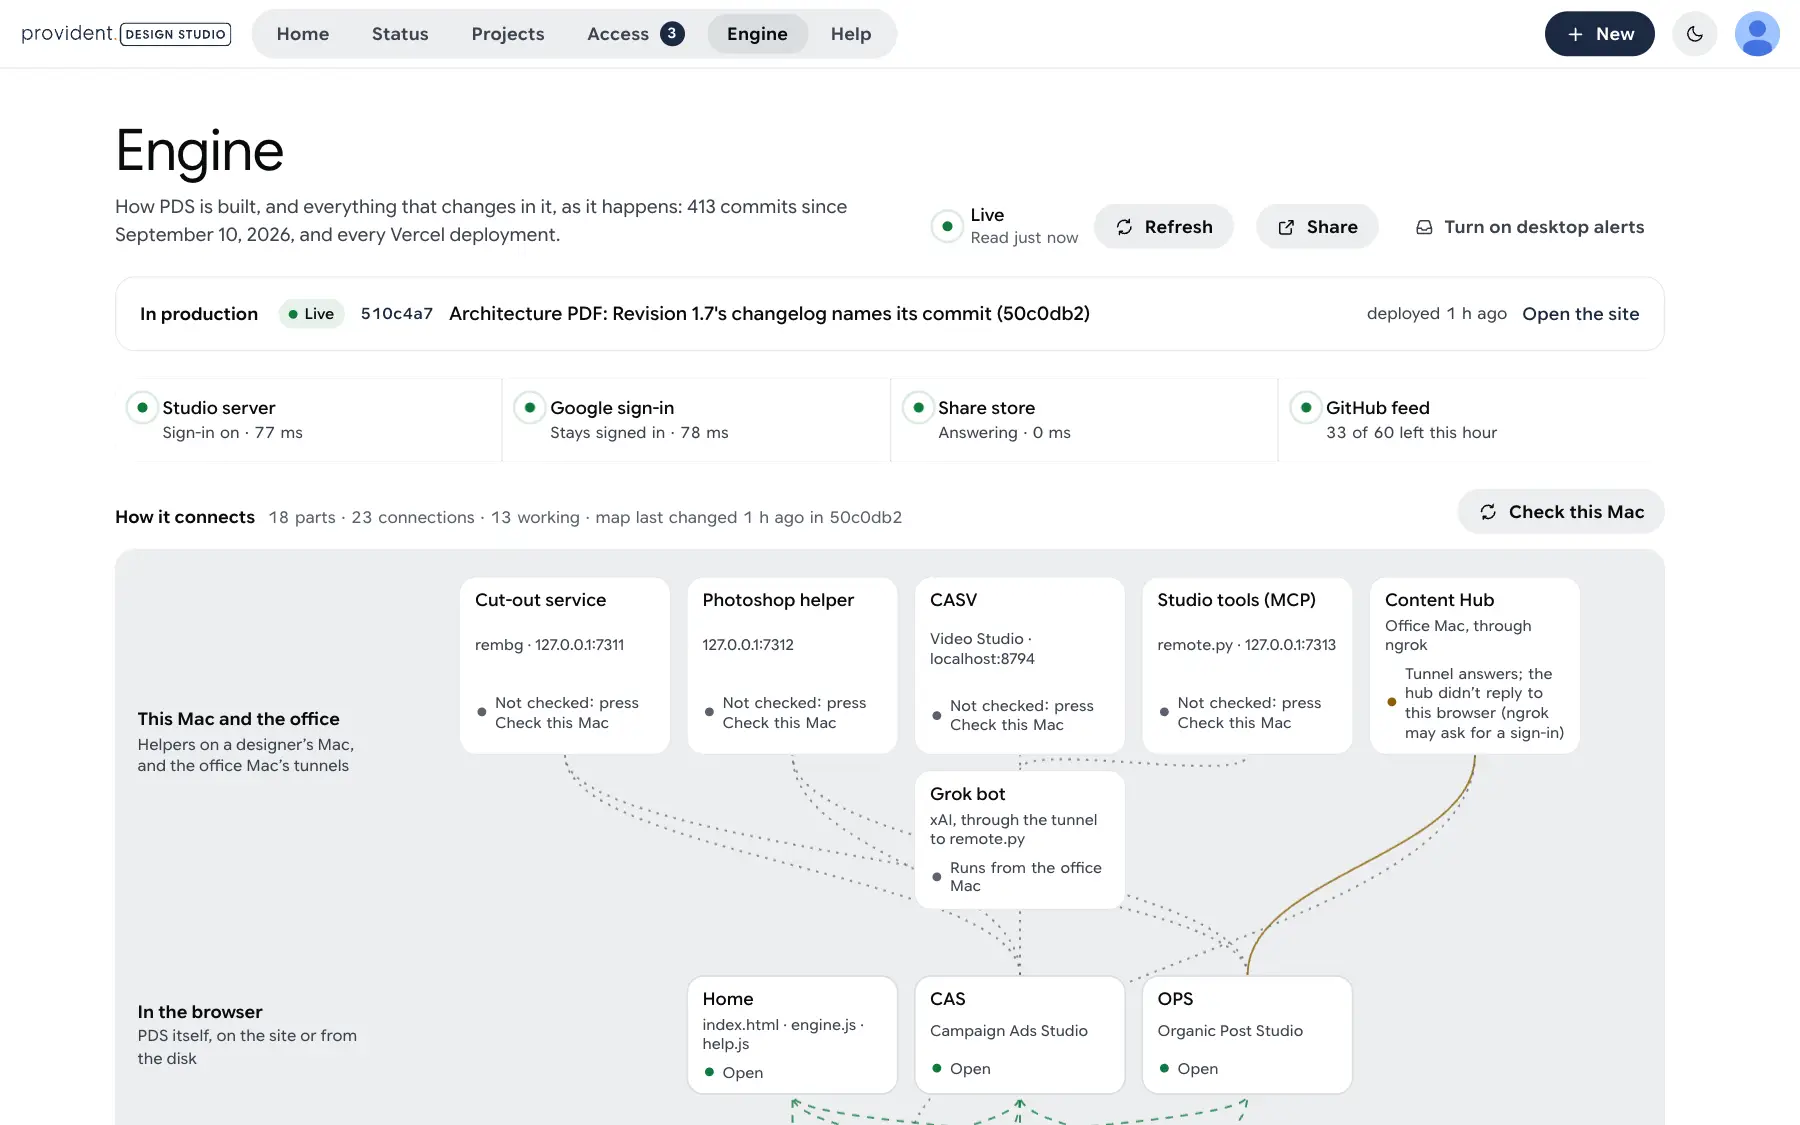 provident. DESIGN STUDIO
Home
Status
Projects
Access 3
Engine
Help
+ New
Engine
How PDS is built, and everything that changes in it, as it happens: 413 commits since
September 10, 2026, and every Vercel deployment.
Live
Read just now
Refresh
Share
Turn on desktop alerts
In production
Live
510c4a7
Architecture PDF: Revision 1.7's changelog names its commit (50c0db2)
deployed 1 h ago
Open the site
Studio server
Sign-in on · 77 ms
Google sign-in
Stays signed in · 78 ms
Share store
Answering · 0 ms
GitHub feed
33 of 60 left this hour
How it connects
18 parts · 23 connections · 13 working · map last changed 1 h ago in 50c0db2
Check this Mac
This Mac and the office
Helpers on a designer’s Mac,
and the office Mac’s tunnels
Cut-out service
rembg · 127.0.0.1:7311
Not checked: press
Check this Mac
Photoshop helper
127.0.0.1:7312
Not checked: press
Check this Mac
CASV
Video Studio ·
localhost:8794
Not checked: press
Check this Mac
Studio tools (MCP)
remote.py · 127.0.0.1:7313
Not checked: press
Check this Mac
Content Hub
Office Mac, through
ngrok
Tunnel answers; the
hub didn’t reply to
this browser (ngrok
may ask for a sign-in)
Grok bot
xAI, through the tunnel
to remote.py
Runs from the office
Mac
In the browser
PDS itself, on the site or from
the disk
Home
index.html · engine.js ·
help.js
Open
CAS
Campaign Ads Studio
Open
OPS
Organic Post Studio
Open